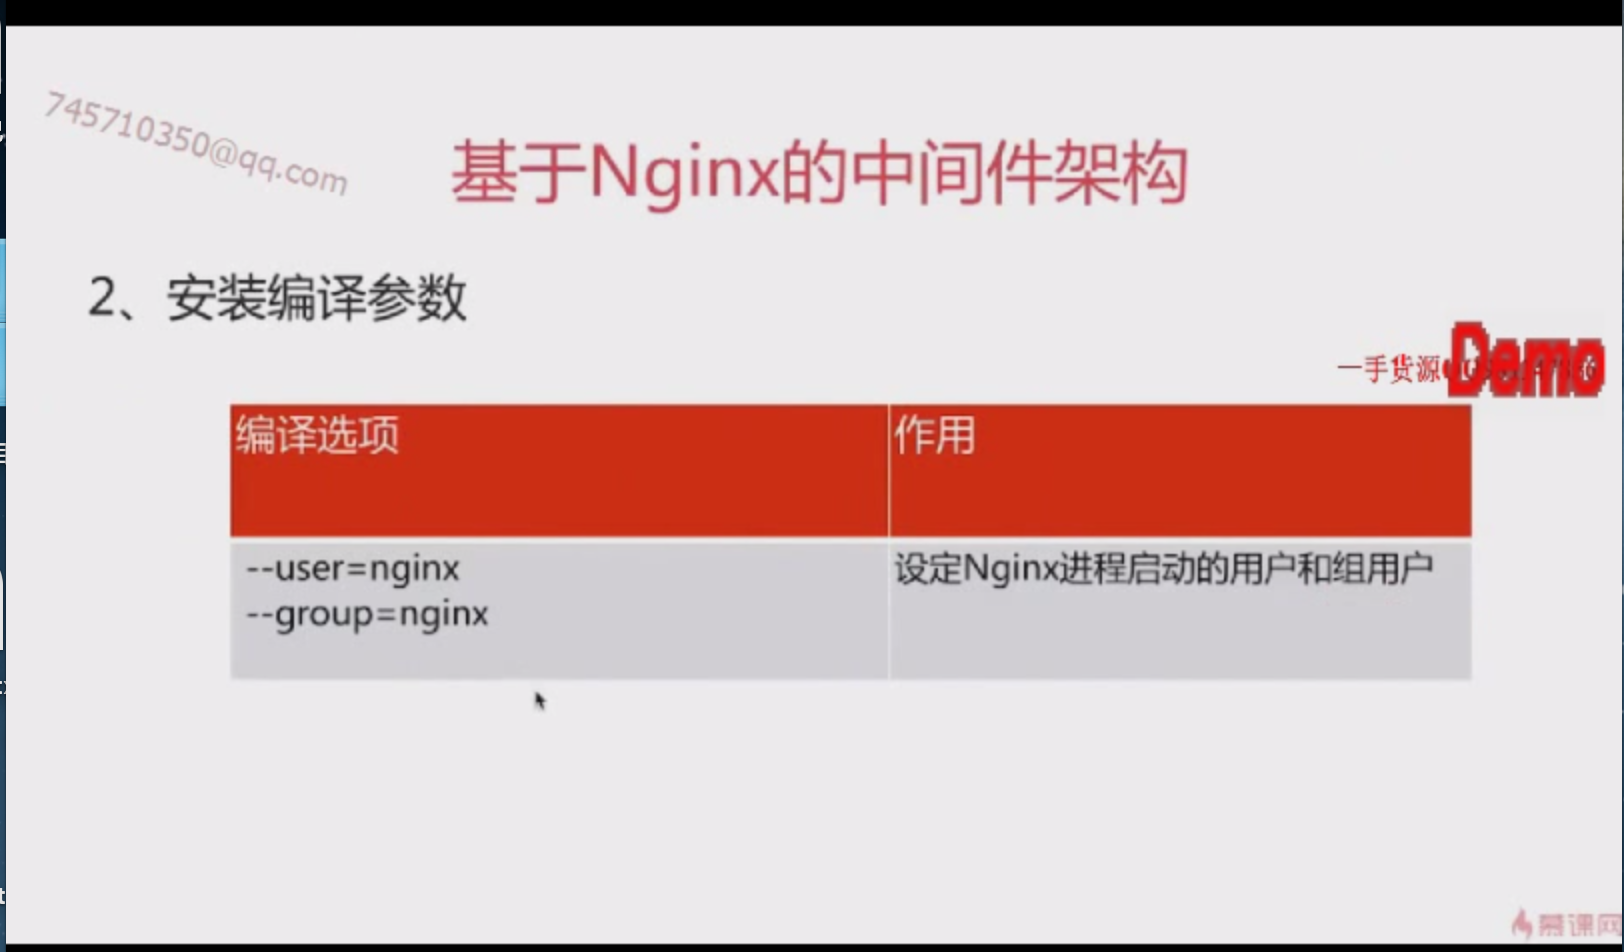 745710350@qq.com
基于Nginx的中间件架构
2、安装编译参数
一手货源
Demo
编译选项
作用
--user=nginx
--group=nginx
设定Nginx进程启动的用户和组用户
慕课网